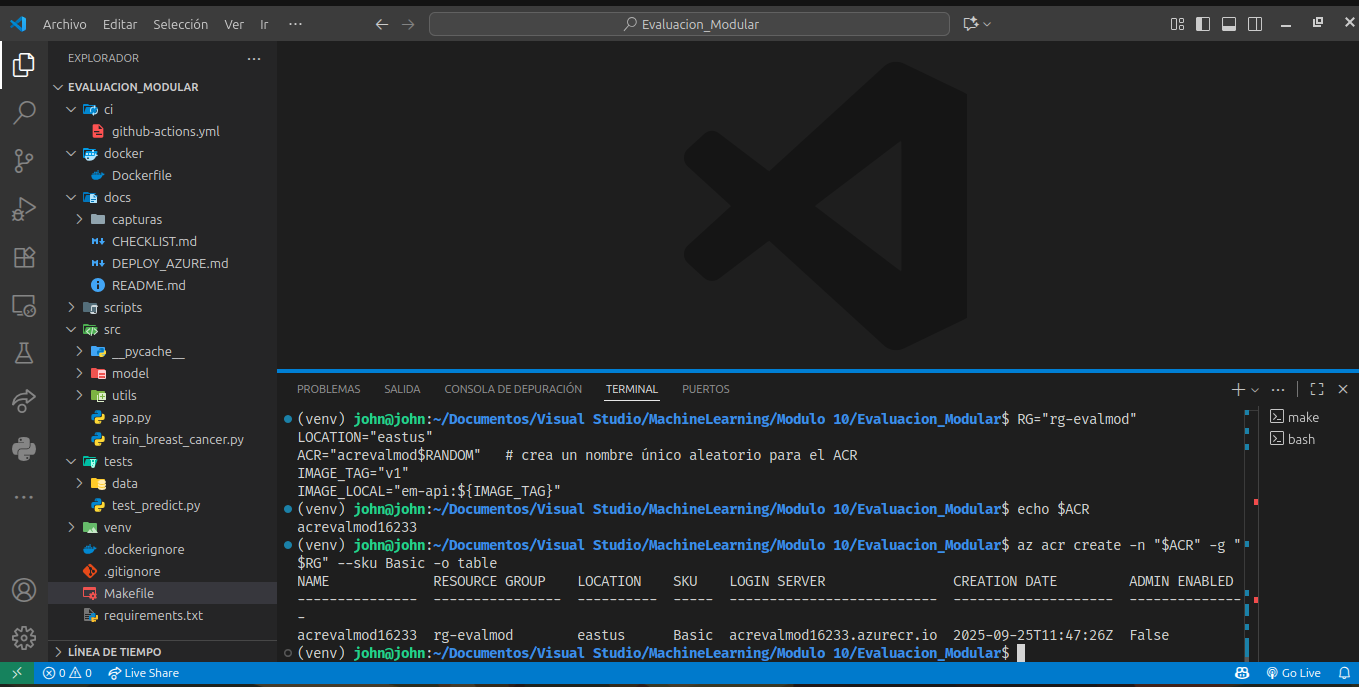 Archivo Editar Selección Ver Ir ···
Evaluacion_Modular
EXPLORADOR
EVALUACION_MODULAR
ci
github-actions.yml
docker
Dockerfile
docs
capturas
CHECKLIST.md
DEPLOY_AZURE.md
README.md
scripts
src
__pycache__
model
utils
app.py
train_breast_cancer.py
tests
data
test_predict.py
venv
.dockerignore
.gitignore
Makefile
requirements.txt
LÍNEA DE TIEMPO
PROBLEMAS SALIDA CONSOLA DE DEPURACIÓN TERMINAL PUERTOS
(venv) john@john:~/Documentos/Visual Studio/MachineLearning/Modulo 10/Evaluacion_Modular$ RG="rg-evalmod"
LOCATION="eastus"
ACR="acrevalmod$RANDOM"   # crea un nombre único aleatorio para el ACR
IMAGE_TAG="v1"
IMAGE_LOCAL="em-api:${IMAGE_TAG}"
(venv) john@john:~/Documentos/Visual Studio/MachineLearning/Modulo 10/Evaluacion_Modular$ echo $ACR
acrevalmod16233
(venv) john@john:~/Documentos/Visual Studio/MachineLearning/Modulo 10/Evaluacion_Modular$ az acr create -n "$ACR" -g "
$RG" --sku Basic -o table
NAME             RESOURCE GROUP    LOCATION    SKU    LOGIN SERVER                CREATION DATE         ADMIN ENABLED
---------------  ----------------  ----------  -----  --------------------------  --------------------  --------------
-
acrevalmod16233  rg-evalmod        eastus      Basic  acrevalmod16233.azurecr.io  2025-09-25T11:47:26Z  False
(venv) john@john:~/Documentos/Visual Studio/MachineLearning/Modulo 10/Evaluacion_Modular$
make
bash
0 0 Live Share
Go Live